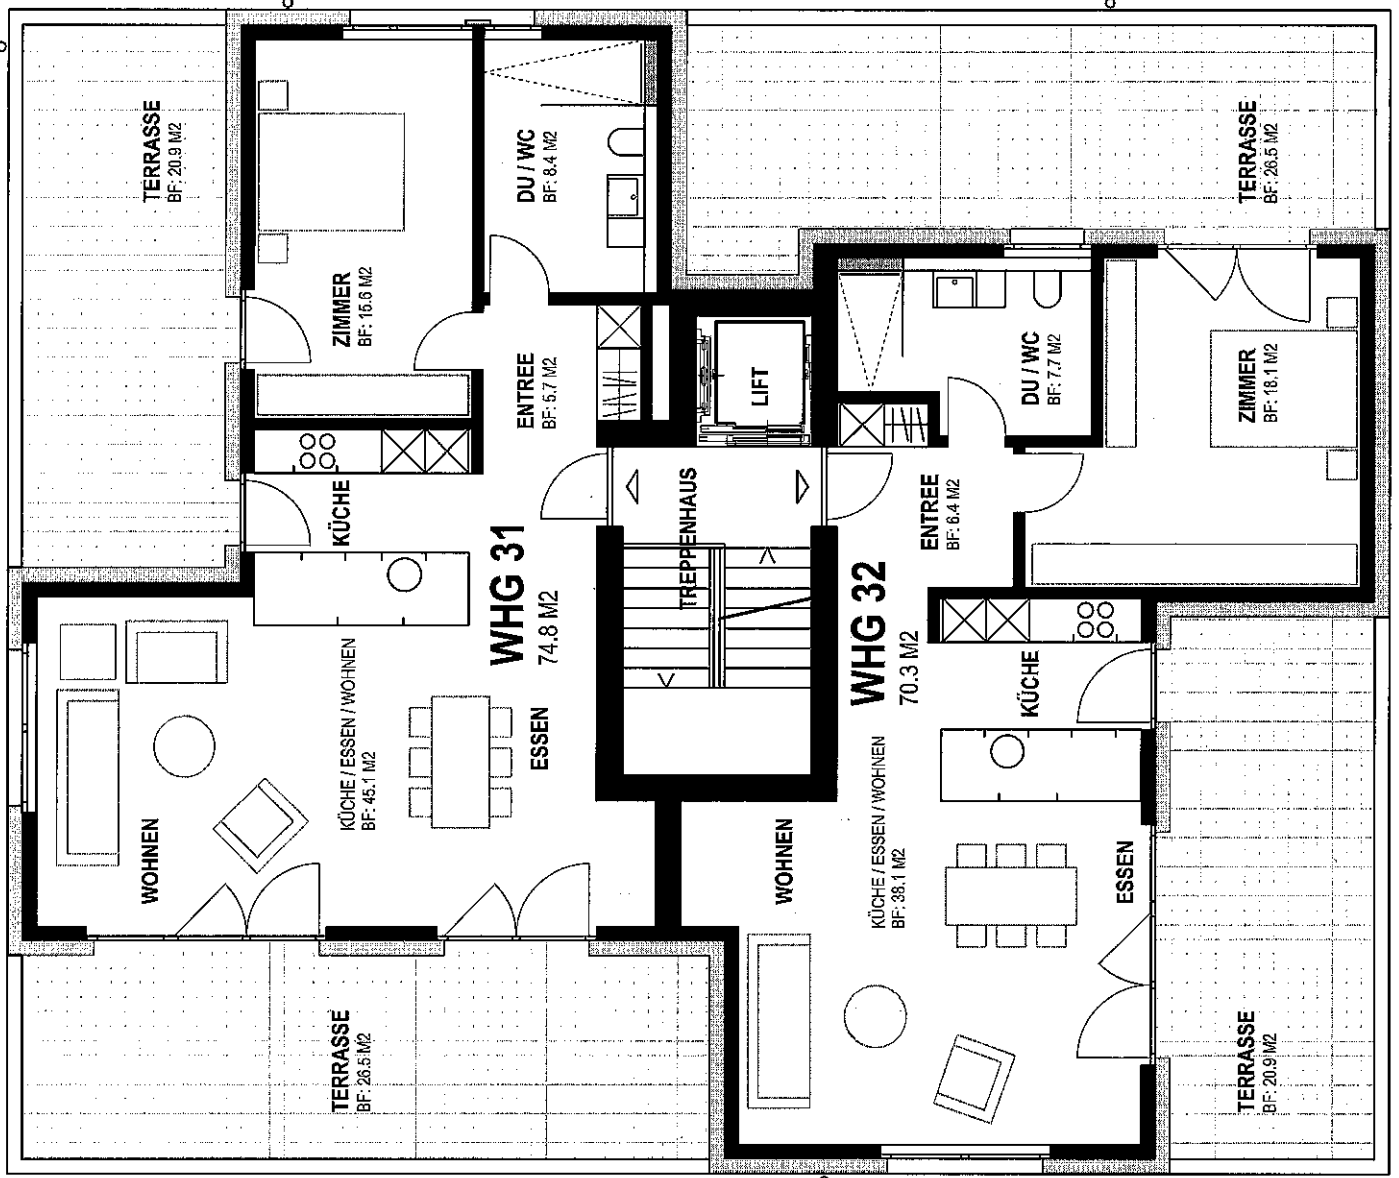 TERRASSE
BF: 20.9 M2
ZIMMER
BF: 15.6 M2
DU / WC
BF: 8.4 M2
ENTREE
BF: 5.7 M2
KÜCHE
WHG 31
74.8 M2
KÜCHE / ESSEN / WOHNEN
BF: 45.1 M2
ESSEN
WOHNEN
TERRASSE
BF: 26.5 M2
LIFT
TREPPENHAUS
TERRASSE
BF: 26.5 M2
DU / WC
BF: 7.7 M2
ZIMMER
BF: 18.1 M2
ENTREE
BF: 6.4 M2
WHG 32
70.3 M2
KÜCHE
KÜCHE / ESSEN / WOHNEN
BF: 38.1 M2
WOHNEN
ESSEN
TERRASSE
BF: 20.9 M2